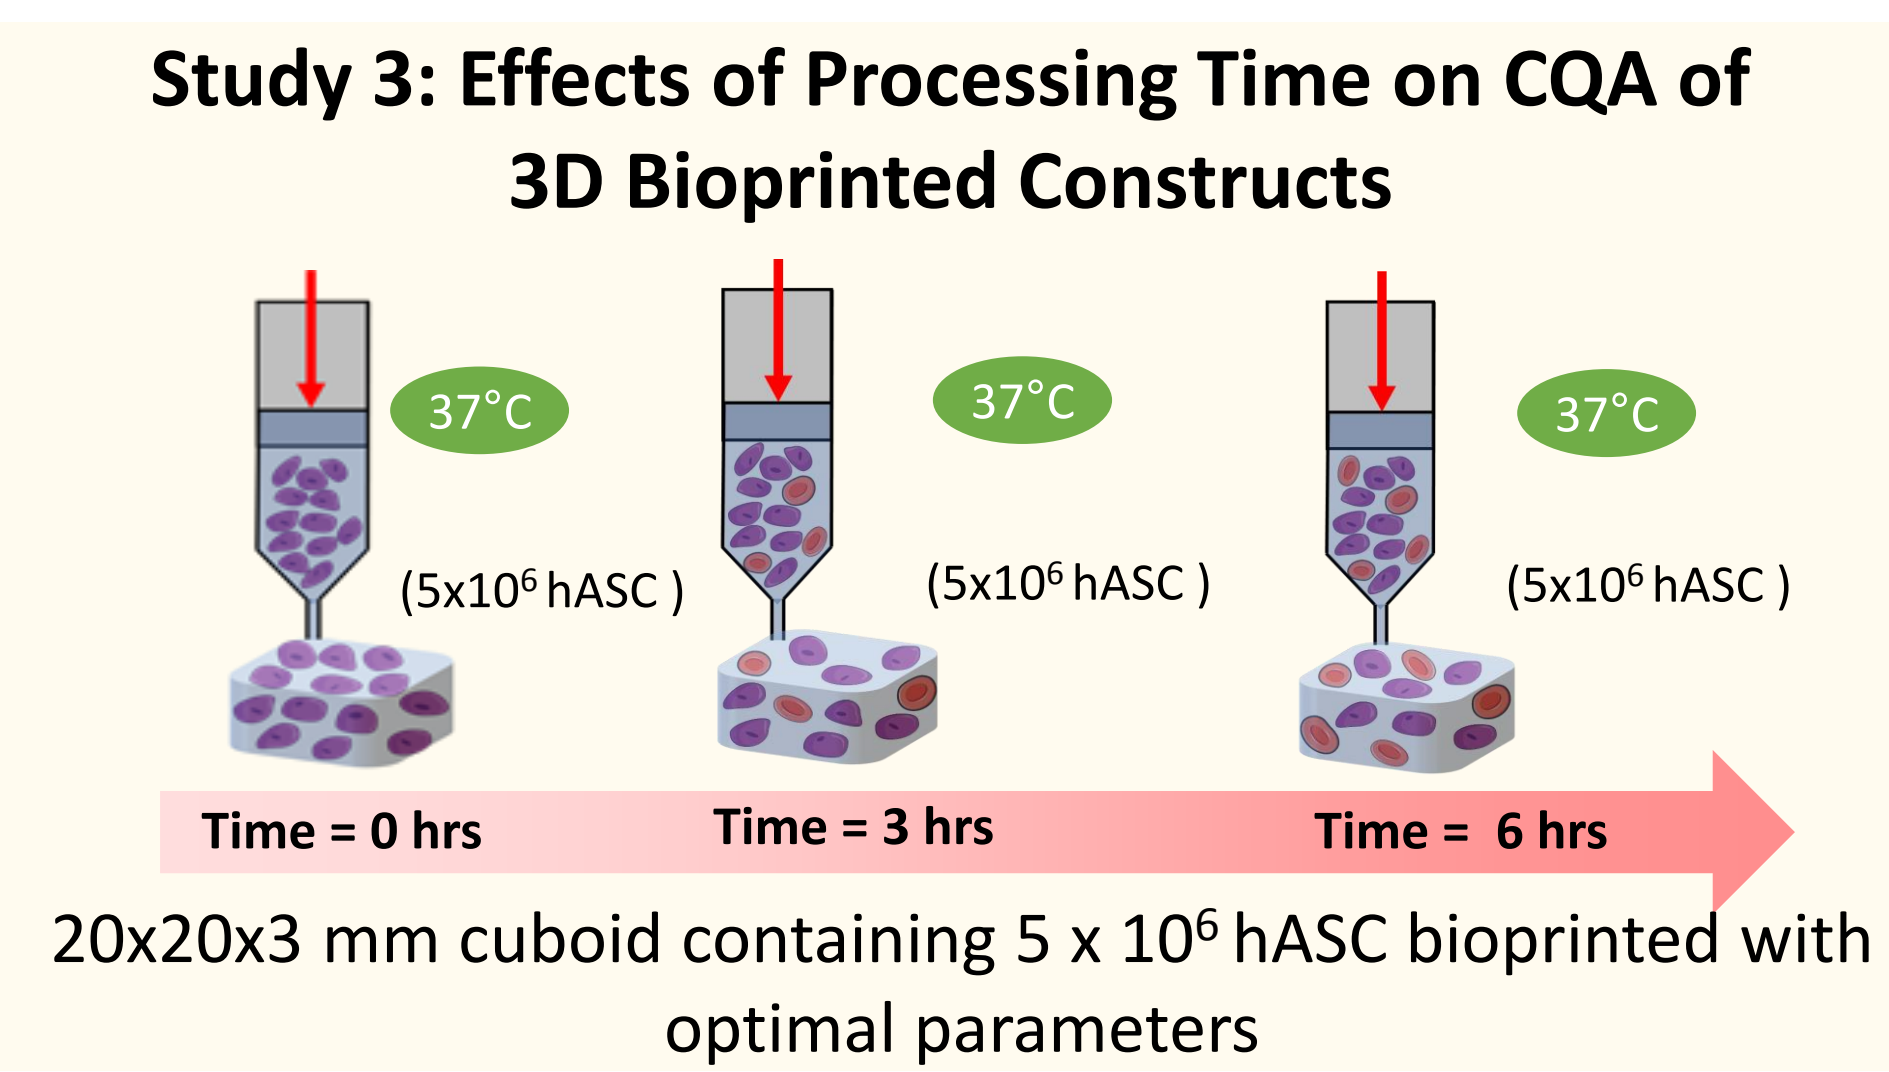 Study 3: Effects of Processing Time on CQA of
3D Bioprinted Constructs
37°C
37°C
37°C
(5x10⁶ hASC )
(5x10⁶ hASC )
(5x10⁶ hASC )
Time = 0 hrs
Time = 3 hrs
Time =  6 hrs
20x20x3 mm cuboid containing 5 x 10⁶ hASC bioprinted with
optimal parameters